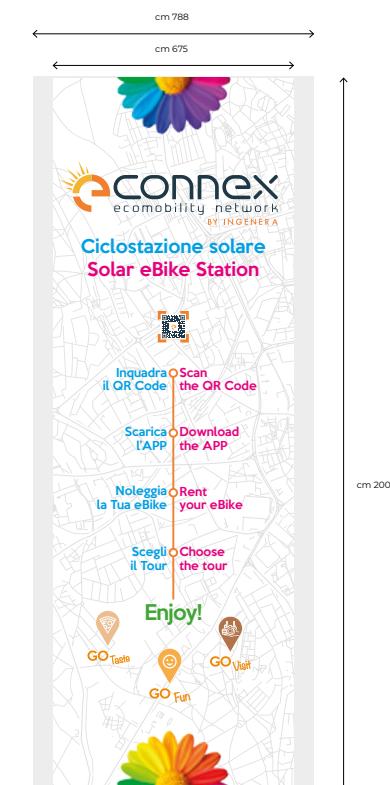 cm 788
cm 675
econnex
ecomobility network
BY INGENERA
Ciclostazione solare
Solar eBike Station
Inquadra
il QR Code
Scan
the QR Code
Scarica
l'APP
Download
the APP
Noleggia
la Tua eBike
Rent
your eBike
Scegli
il Tour
Choose
the tour
cm 200
Enjoy!
GO Taste
GO Visit
GO Fun